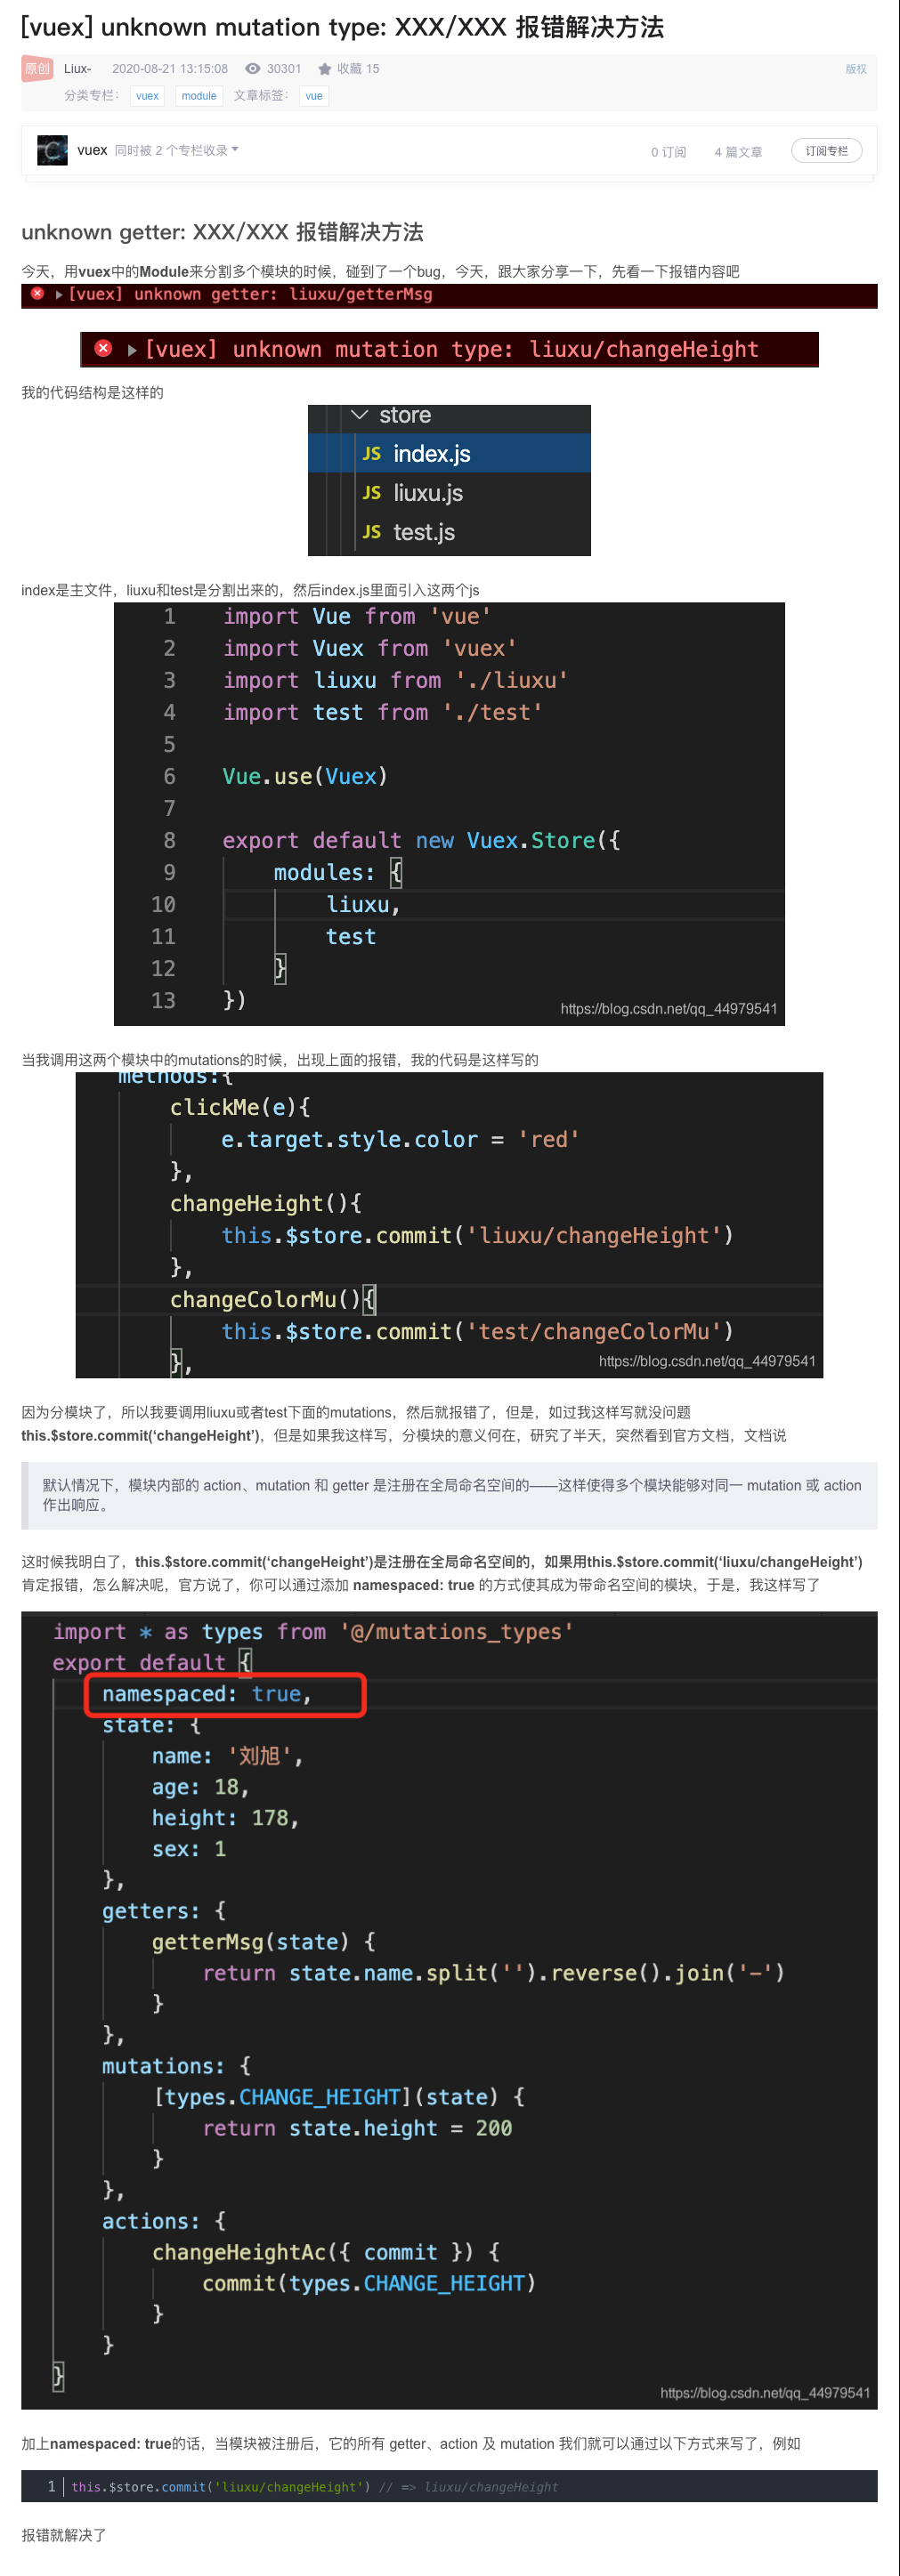 [vuex] unknown mutation type: XXX/XXX 报错解决方法
原创 Liux- 2020-08-21 13:15:08 30301 收藏 15 版权
分类专栏： vuex module 文章标签： vue
vuex 同时被 2 个专栏收录 0 订阅 4 篇文章 订阅专栏
unknown getter: XXX/XXX 报错解决方法
今天，用vuex中的Module来分割多个模块的时候，碰到了一个bug，今天，跟大家分享一下，先看一下报错内容吧
[vuex] unknown getter: liuxu/getterMsg
[vuex] unknown mutation type: liuxu/changeHeight
我的代码结构是这样的
store
JS index.js
JS liuxu.js
JS test.js
index是主文件，liuxu和test是分割出来的，然后index.js里面引入这两个js
1 import Vue from 'vue'
2 import Vuex from 'vuex'
3 import liuxu from './liuxu'
4 import test from './test'
5
6 Vue.use(Vuex)
7
8 export default new Vuex.Store({
9 modules: {
10 liuxu,
11 test
12 }
13 })
https://blog.csdn.net/qq_44979541
当我调用这两个模块中的mutations的时候，出现上面的报错，我的代码是这样写的
methods:{
clickMe(e){
e.target.style.color = 'red'
},
changeHeight(){
this.$store.commit('liuxu/changeHeight')
},
changeColorMu(){
this.$store.commit('test/changeColorMu')
},
https://blog.csdn.net/qq_44979541
因为分模块了，所以我要调用liuxu或者test下面的mutations，然后就报错了，但是，如过我这样写就没问题
this.$store.commit(‘changeHeight’)，但是如果我这样写，分模块的意义何在，研究了半天，突然看到官方文档，文档说
默认情况下，模块内部的 action、mutation 和 getter 是注册在全局命名空间的——这样使得多个模块能够对同一 mutation 或 action
作出响应。
这时候我明白了，this.$store.commit(‘changeHeight’)是注册在全局命名空间的，如果用this.$store.commit(‘liuxu/changeHeight’)
肯定报错，怎么解决呢，官方说了，你可以通过添加 namespaced: true 的方式使其成为带命名空间的模块，于是，我这样写了
import * as types from '@/mutations_types'
export default {
namespaced: true,
state: {
name: '刘旭',
age: 18,
height: 178,
sex: 1
},
getters: {
getterMsg(state) {
return state.name.split('').reverse().join('-')
}
},
mutations: {
[types.CHANGE_HEIGHT](state) {
return state.height = 200
}
},
actions: {
changeHeightAc({ commit }) {
commit(types.CHANGE_HEIGHT)
}
}
}
https://blog.csdn.net/qq_44979541
加上namespaced: true的话，当模块被注册后，它的所有 getter、action 及 mutation 我们就可以通过以下方式来写了，例如
1 this.$store.commit('liuxu/changeHeight') // => liuxu/changeHeight
报错就解决了